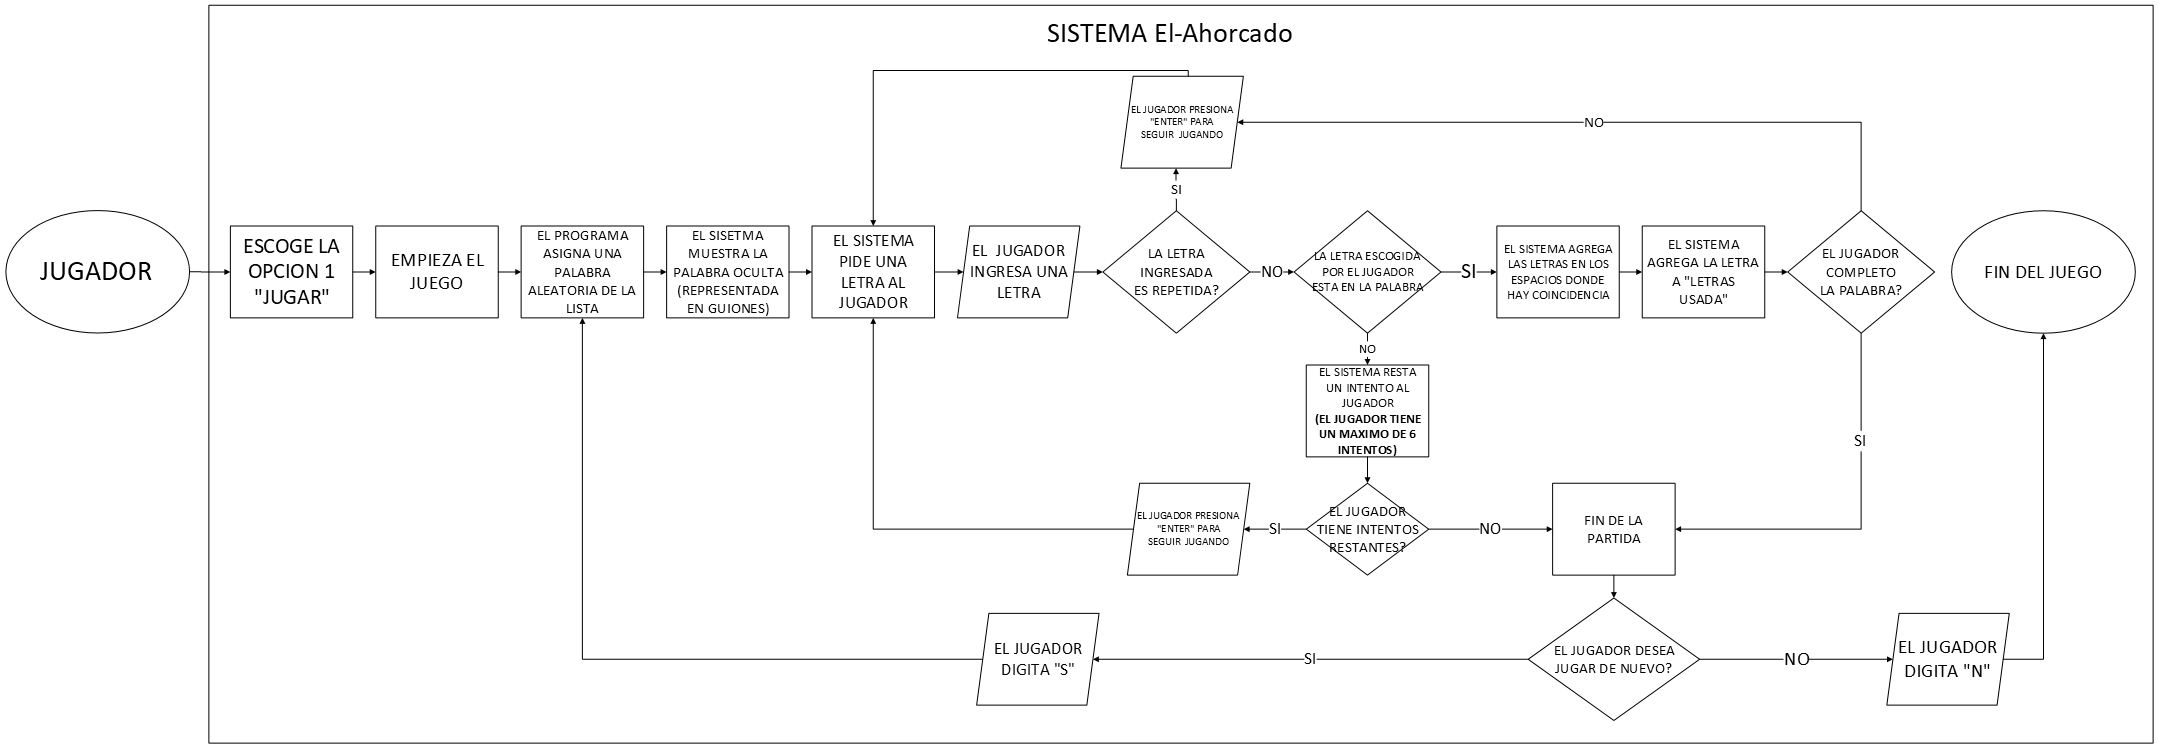 SISTEMA El-Ahorcado
EL JUGADOR PRESIONA
"ENTER" PARA
SEGUIR JUGANDO
NO
SI
JUGADOR
ESCOGE LA
OPCION 1
"JUGAR"
EMPIEZA EL
JUEGO
EL PROGRAMA
ASIGNA UNA
PALABRA
ALEATORIA DE LA
LISTA
EL SISETMA
MUESTRA LA
PALABRA OCULTA
(REPRESENTADA
EN GUIONES)
EL SISTEMA
PIDE UNA
LETRA AL
JUGADOR
EL JUGADOR
INGRESA UNA
LETRA
LA LETRA
INGRESADA
ES REPETIDA?
NO
LA LETRA ESCOGIDA
POR EL JUGADOR
ESTA EN LA PALABRA
SI
EL SISTEMA AGREGA
LAS LETRAS EN LOS
ESPACIOS DONDE
HAY COINCIDENCIA
EL SISTEMA
AGREGA LA LETRA
A "LETRAS
USADA"
EL JUGADOR
COMPLETO
LA PALABRA?
FIN DEL JUEGO
NO
EL SISTEMA RESTA
UN INTENTO AL
JUGADOR
(EL JUGADOR TIENE
UN MAXIMO DE 6
INTENTOS)
SI
EL JUGADOR PRESIONA
"ENTER" PARA
SEGUIR JUGANDO
SI
EL JUGADOR
TIENE INTENTOS
RESTANTES?
NO
FIN DE LA
PARTIDA
EL JUGADOR
DIGITA "S"
SI
EL JUGADOR DESEA
JUGAR DE NUEVO?
NO
EL JUGADOR
DIGITA "N"